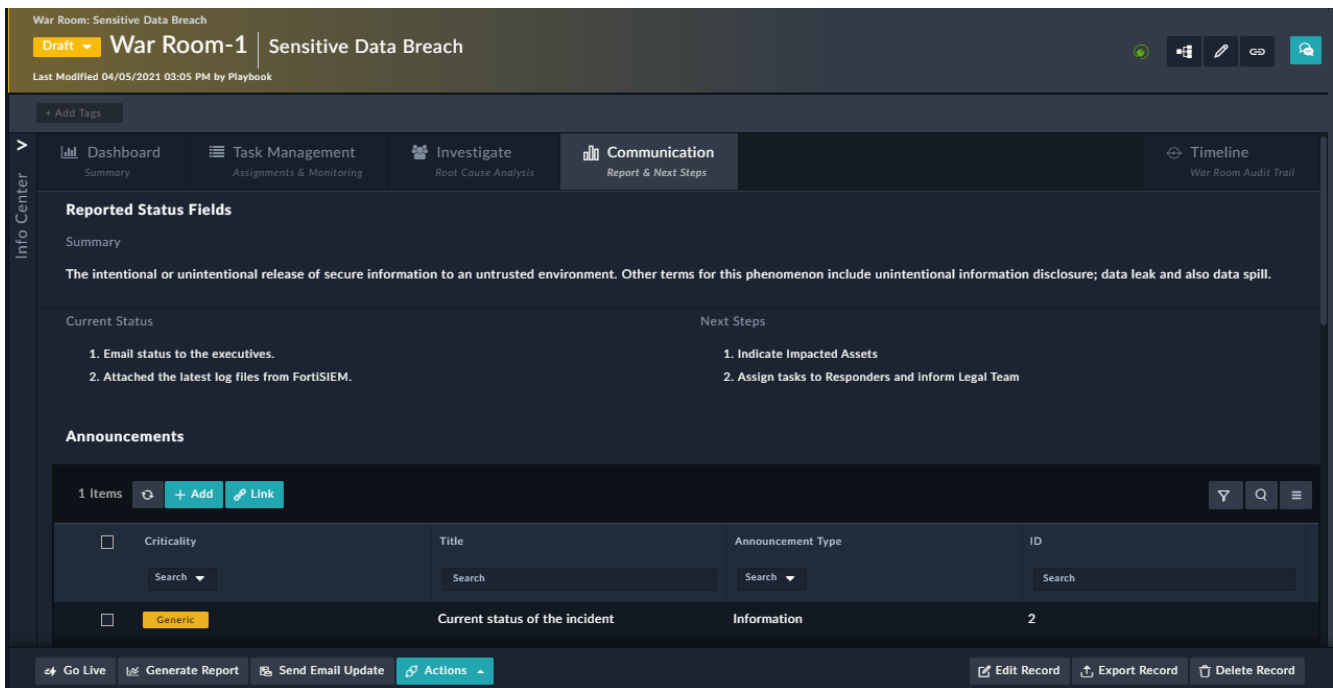 War Room: Sensitive Data Breach
Draft War Room-1 Sensitive Data Breach
Last Modified 04/05/2021 03:05 PM by Playbook
+ Add Tags
Info Center
Dashboard Task Management Investigate Communication Timeline
Summary Assignments & Monitoring Root Cause Analysis Report & Next Steps War Room Audit Trail
Reported Status Fields
Summary
The intentional or unintentional release of secure information to an untrusted environment. Other terms for this phenomenon include unintentional information disclosure; data leak and also data spill.
Current Status Next Steps
1. Email status to the executives. 1. Indicate Impacted Assets
2. Attached the latest log files from FortiSIEM. 2. Assign tasks to Responders and inform Legal Team
Announcements
1 Items + Add Link
Criticality Title Announcement Type ID
Search Search Search Search
Generic Current status of the incident Information 2
Go Live Generate Report Send Email Update Actions Edit Record Export Record Delete Record